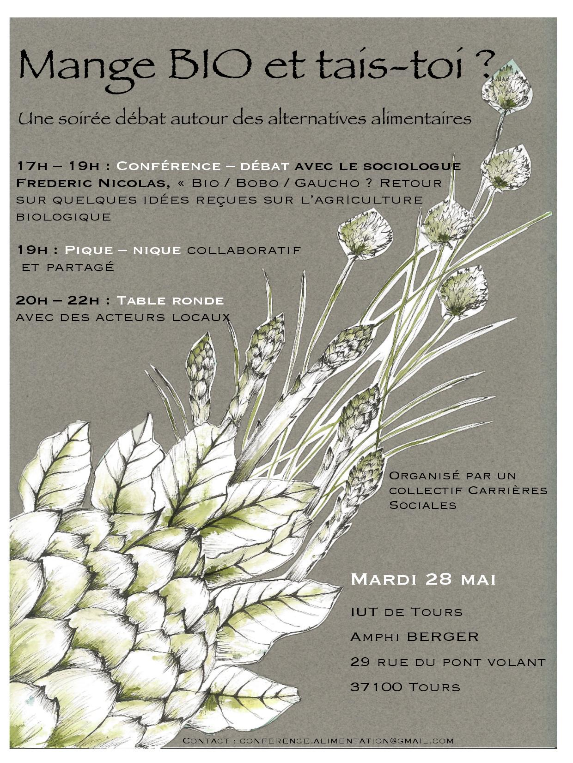 Mange BIO et tais-toi ?
Une soirée débat autour des alternatives alimentaires
17H – 19H : CONFÉRENCE – DÉBAT AVEC LE SOCIOLOGUE
FREDERIC NICOLAS, « BIO / BOBO / GAUCHO ? RETOUR
SUR QUELQUES IDÉES REÇUES SUR L'AGRICULTURE
BIOLOGIQUE
19H : PIQUE – NIQUE COLLABORATIF
ET PARTAGÉ
20H – 22H : TABLE RONDE
AVEC DES ACTEURS LOCAUX
ORGANISÉ PAR UN
COLLECTIF CARRIÈRES
SOCIALES
MARDI 28 MAI
IUT DE TOURS
AMPHI BERGER
29 RUE DU PONT VOLANT
37100 TOURS
CONTACT : CONFERENCE.ALIMENTATION@GMAIL.COM